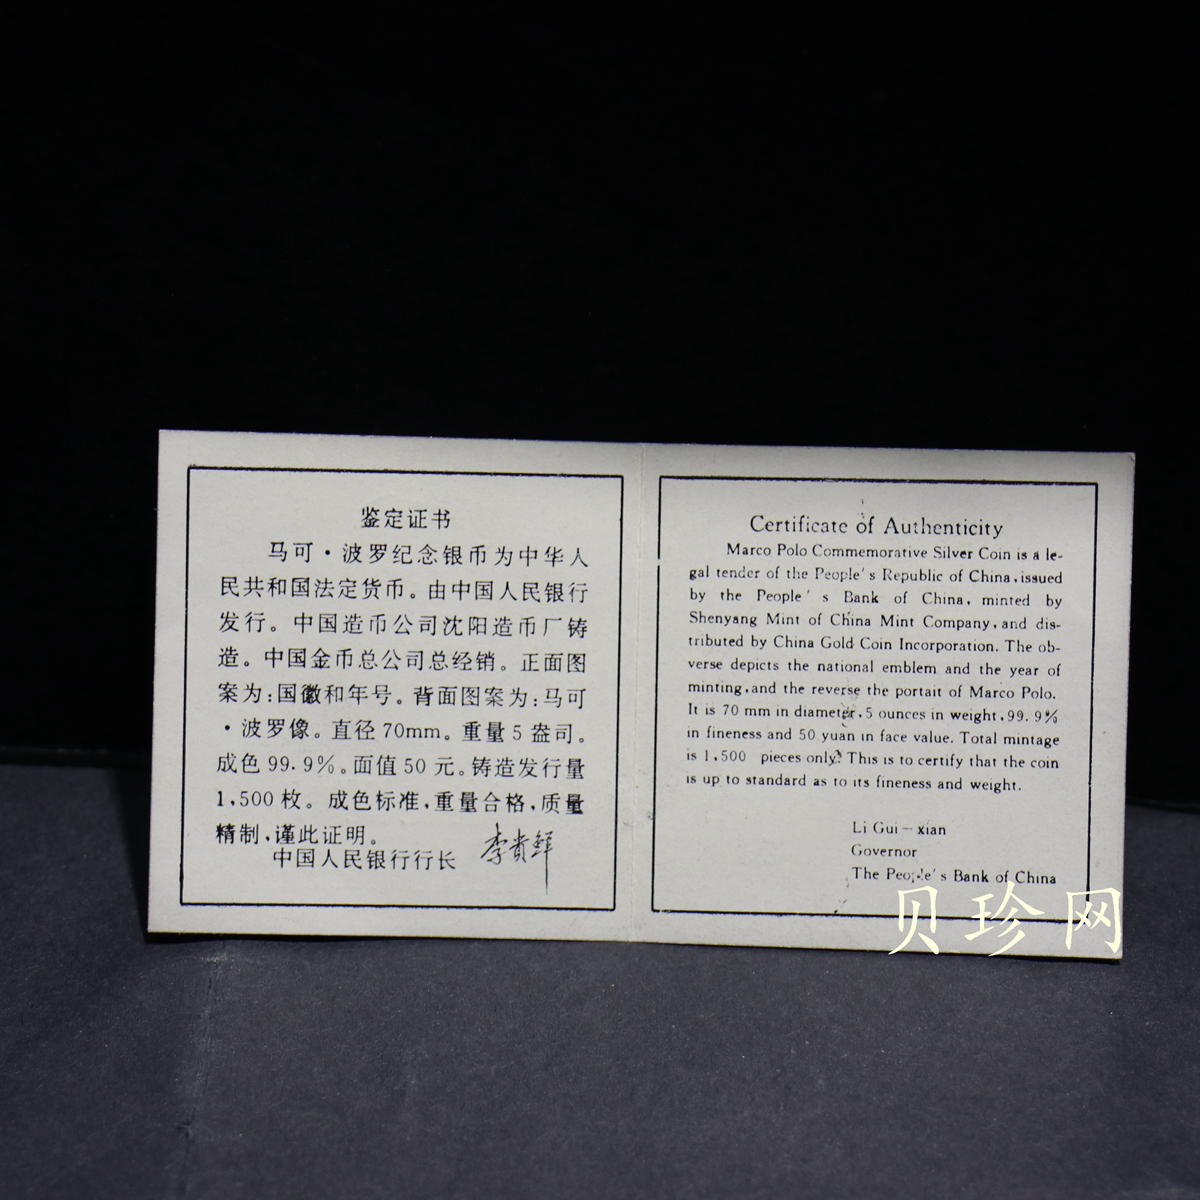 鉴定证书
马可·波罗纪念银币为中华人
民共和国法定货币。由中国人民银行
发行。中国造币公司沈阳造币厂铸
造。中国金币总公司总经销。正面图
案为:国徽和年号。背面图案为:马可
·波罗像。直径70mm。重量5盎司。
成色99.9%。面值50元。铸造发行量
1,500枚。成色标准,重量合格,质量
精制,谨此证明。
中国人民银行行长 李贵鲜
Certificate of Authenticity
Marco Polo Commemorative Silver Coin is a le-
gal tender of the People's Republic of China, issued
by the People's Bank of China, minted by
Shenyang Mint of China Mint Company, and dis-
tributed by China Gold Coin Incorporation. The ob-
verse depicts the national emblem and the year of
minting, and the reverse the portait of Marco Polo.
It is 70 mm in diameter, 5 ounces in weight, 99.9%
in fineness and 50 yuan in face value. Total mintage
is 1,500 pieces only. This is to certify that the coin
is up to standard as to its fineness and weight.
Li Gui-xian
Governor
The People's Bank of China
贝珍网